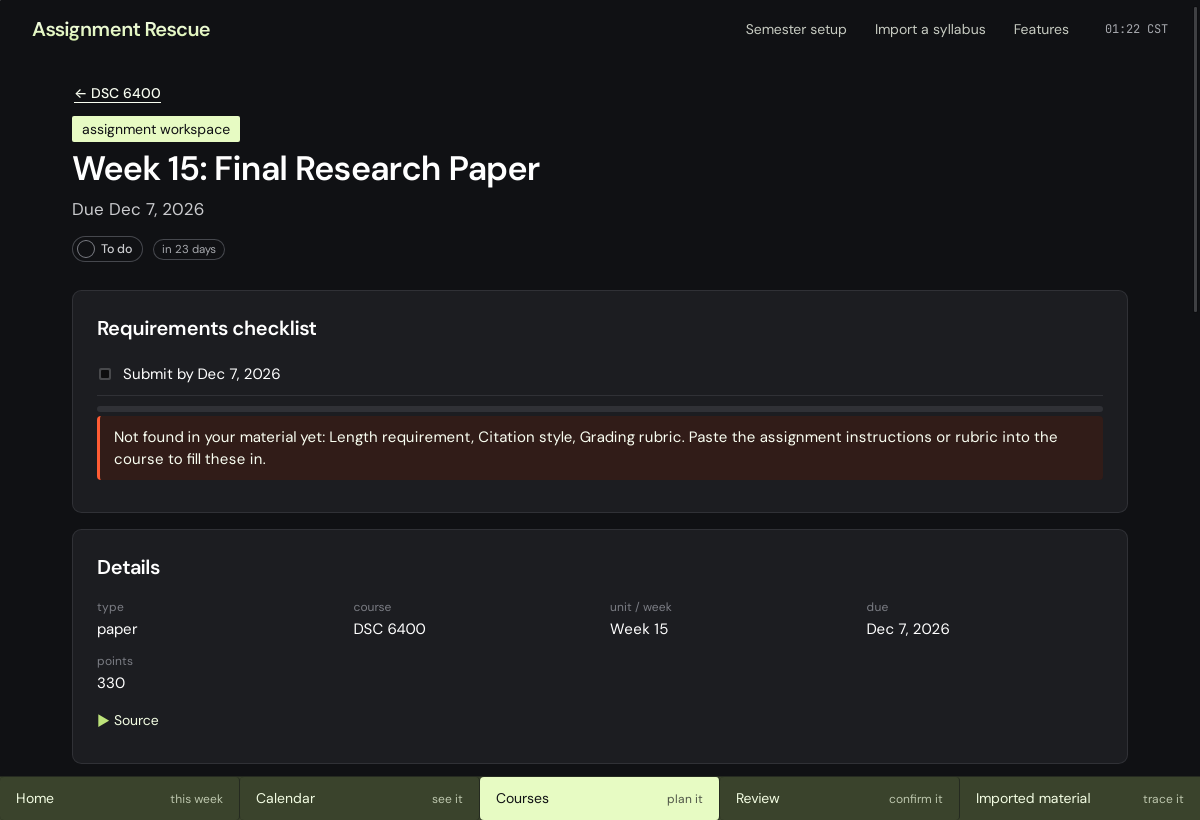 Assignment Rescue
Semester setup
Import a syllabus
Features
01:22 CST
← DSC 6400
assignment workspace
Week 15: Final Research Paper
Due Dec 7, 2026
To do
in 23 days
Requirements checklist
Submit by Dec 7, 2026
Not found in your material yet: Length requirement, Citation style, Grading rubric. Paste the assignment instructions or rubric into the
course to fill these in.
Details
type
course
unit / week
due
paper
DSC 6400
Week 15
Dec 7, 2026
points
330
Source
Home
this week
Calendar
see it
Courses
plan it
Review
confirm it
Imported material
trace it